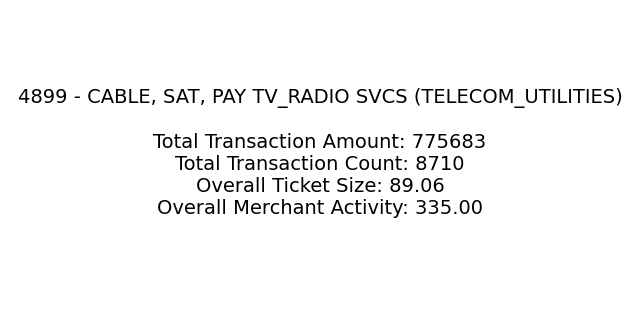 4899 - CABLE, SAT, PAY TV_RADIO SVCS (TELECOM_UTILITIES)
Total Transaction Amount: 775683
Total Transaction Count: 8710
Overall Ticket Size: 89.06
Overall Merchant Activity: 335.00